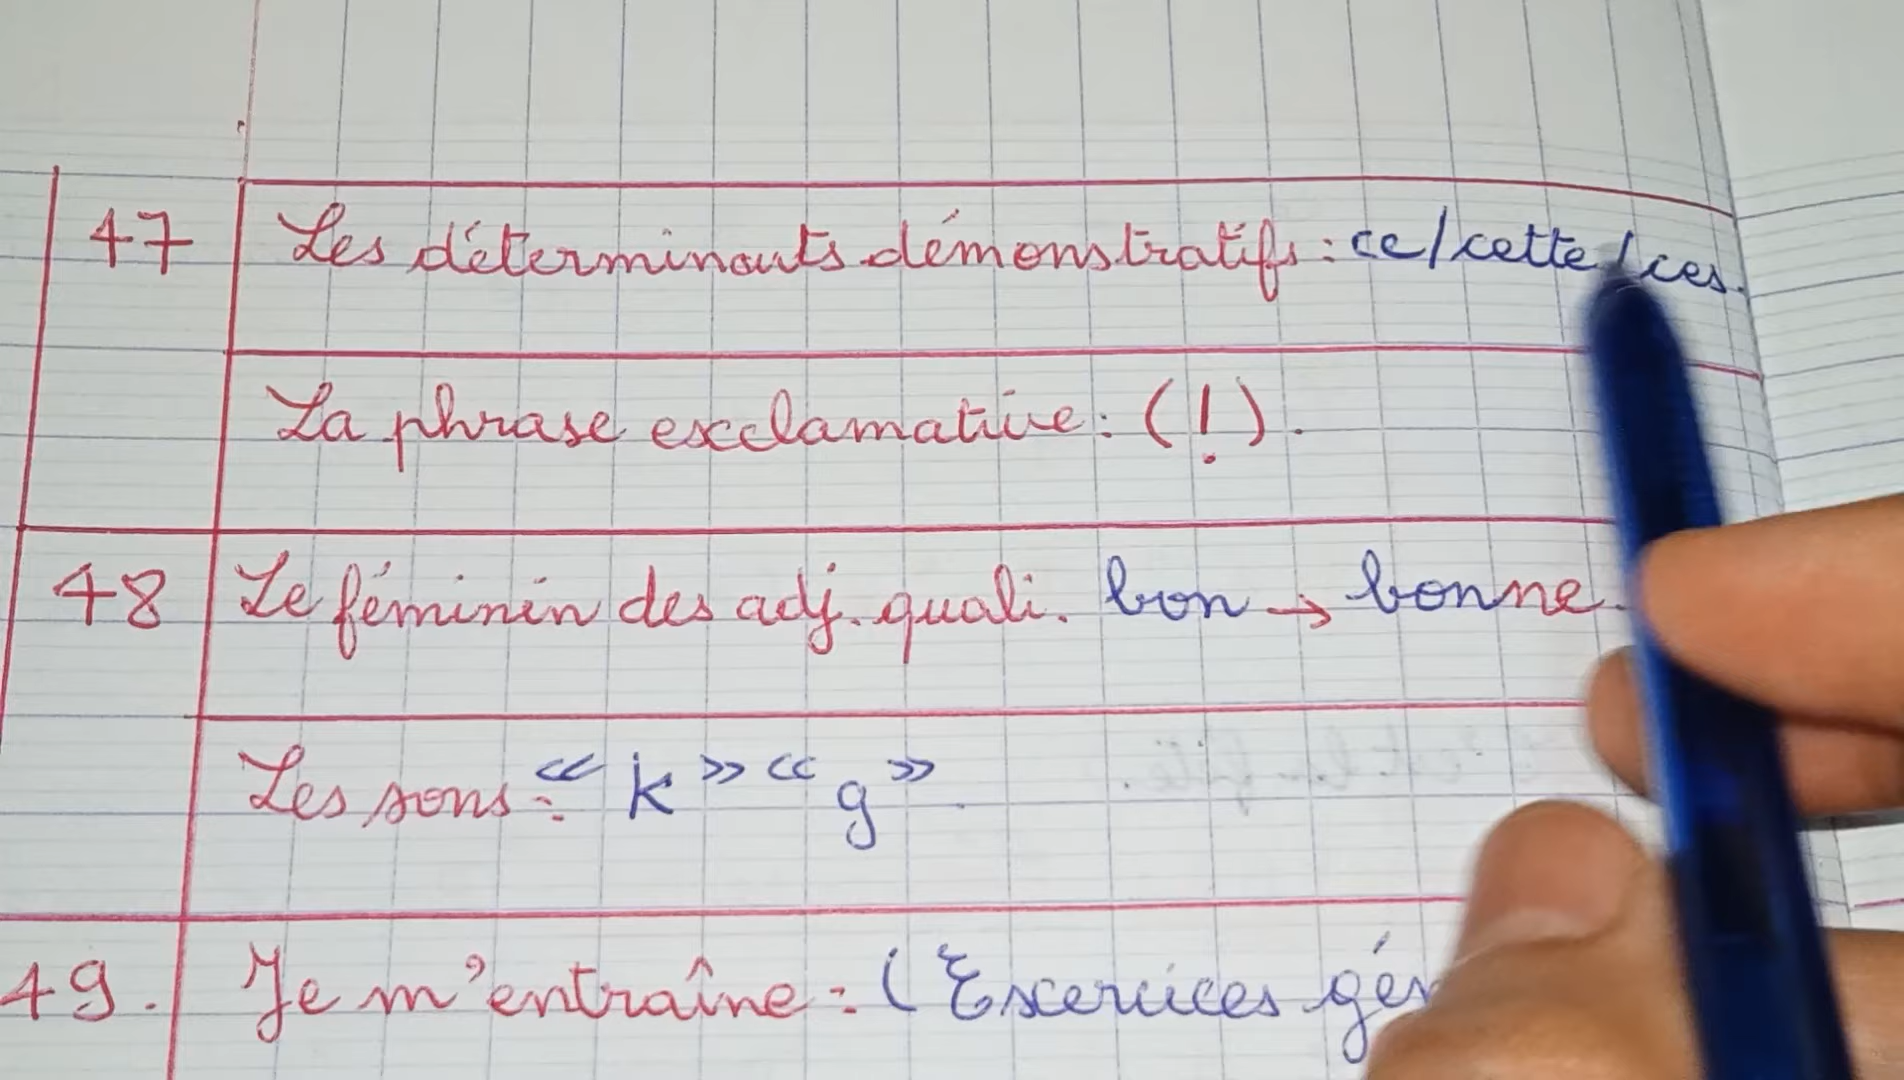 47 Les déterminants démonstratifs : ce/cette/ces.
La phrase exclamative : (!).
48 Le féminin des adj. quali. bon → bonne.
Les sons : « k » « g ».
49. Je m'entraîne : (Exercices